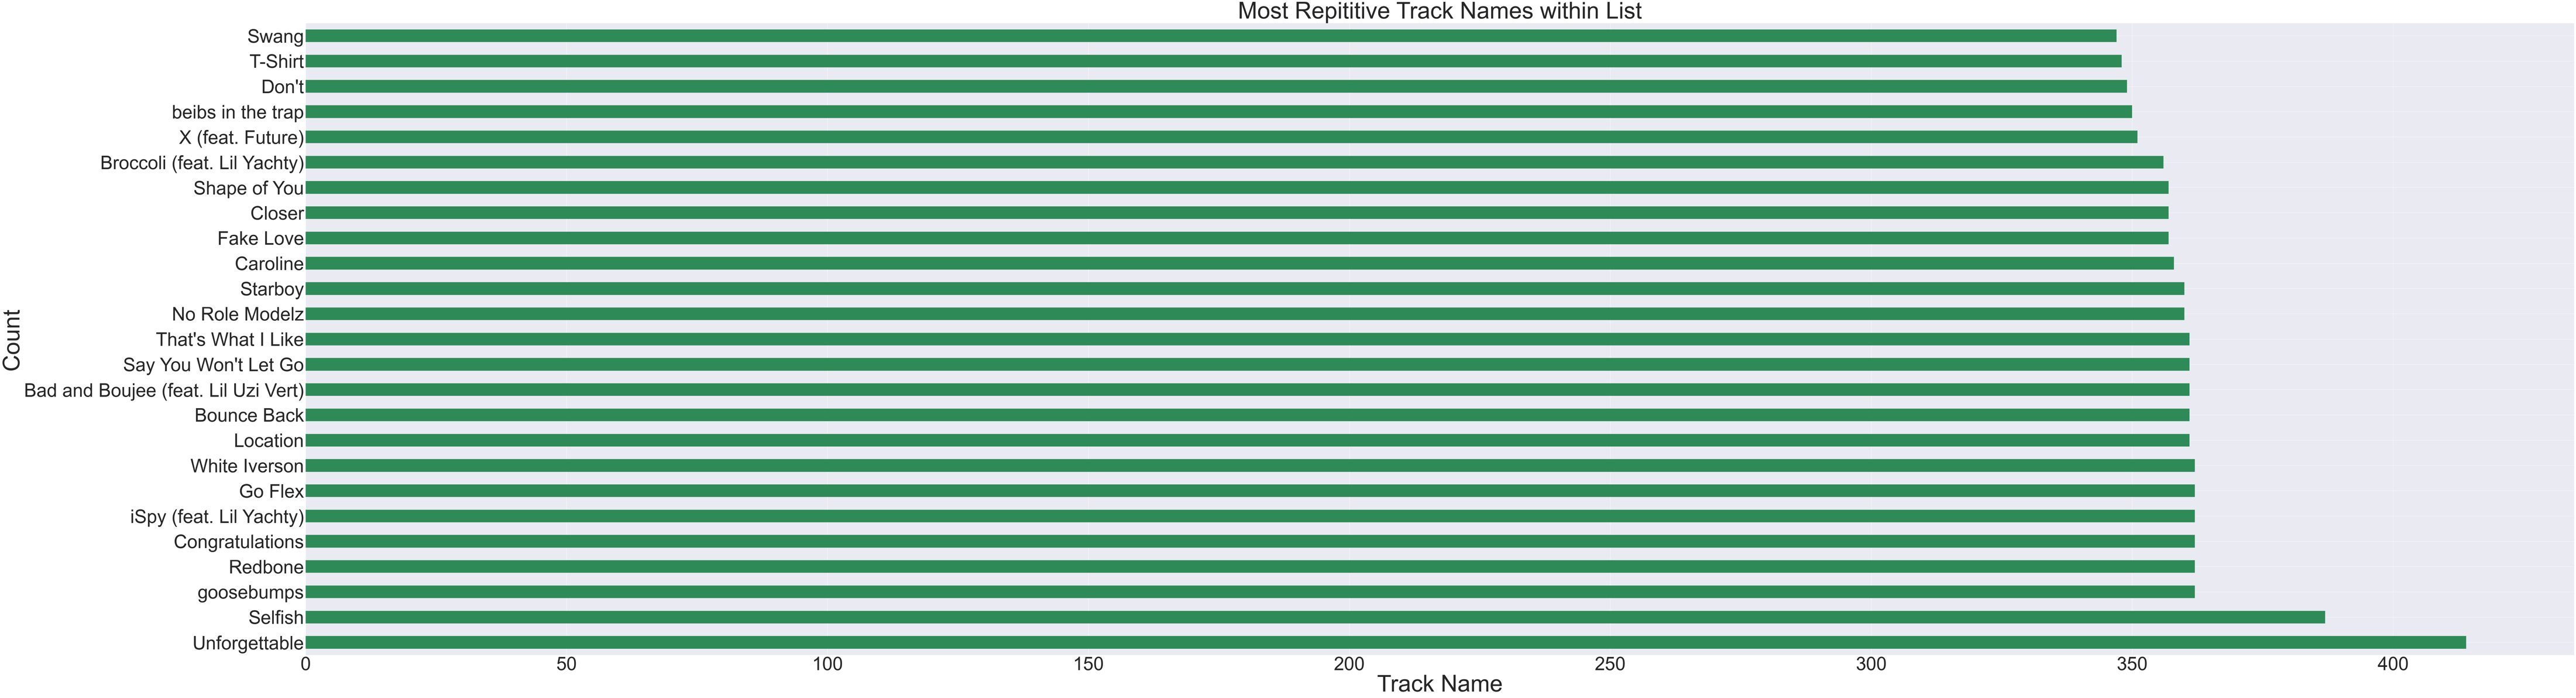 Most Repititive Track Names within List
Swang
T-Shirt
Don't
beibs in the trap
X (feat. Future)
Broccoli (feat. Lil Yachty)
Shape of You
Closer
Fake Love
Caroline
Starboy
No Role Modelz
That's What I Like
Say You Won't Let Go
Bad and Boujee (feat. Lil Uzi Vert)
Bounce Back
Location
White Iverson
Go Flex
iSpy (feat. Lil Yachty)
Congratulations
Redbone
goosebumps
Selfish
Unforgettable
Count
0 50 100 150 200 250 300 350 400
Track Name